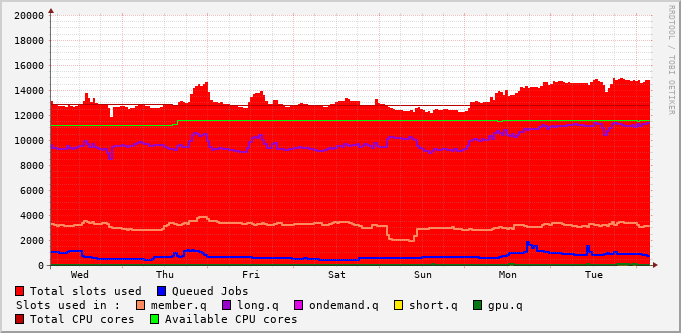 RRDTOOL / TOBI OETIKER
20000
18000
16000
14000
12000
10000
8000
6000
4000
2000
0
Wed Thu Fri Sat Sun Mon Tue
Total slots used Queued Jobs
Slots used in : member.q long.q ondemand.q short.q gpu.q
Total CPU cores Available CPU cores